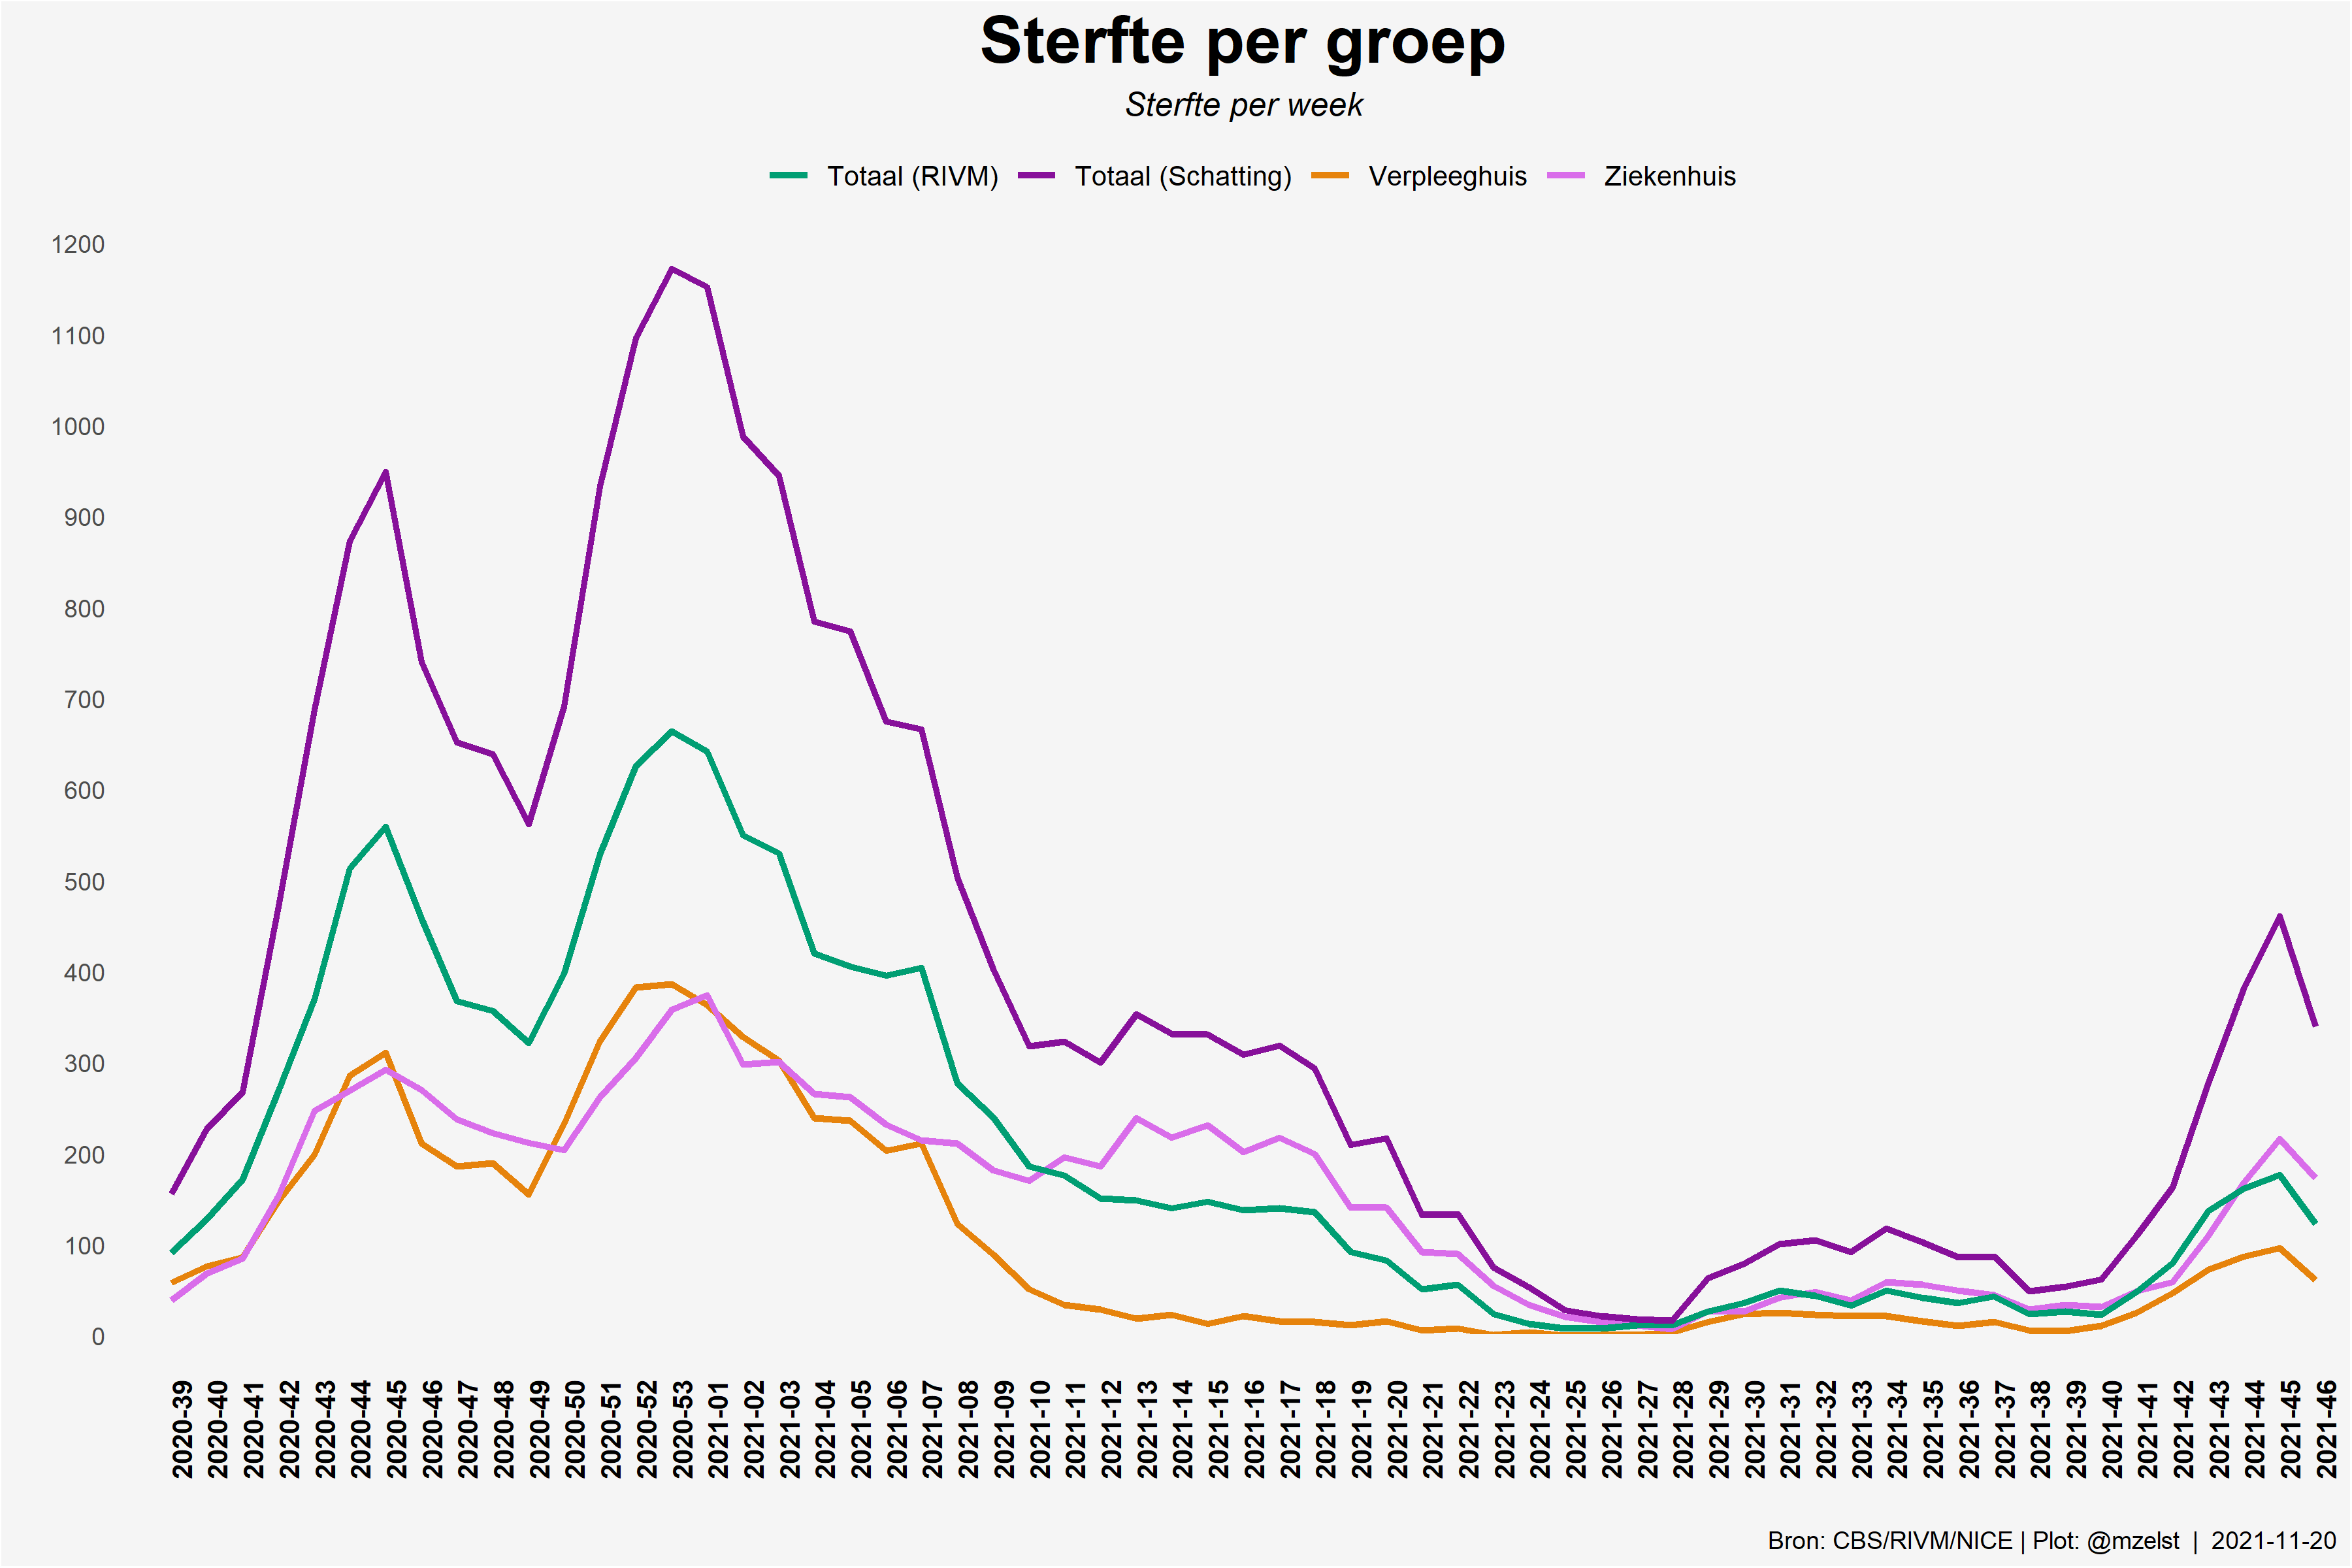 Sterfte per groep
Sterfte per week
Totaal (RIVM) Totaal (Schatting) Verpleeghuis Ziekenhuis
1200
1100
1000
900
800
700
600
500
400
300
200
100
0
2020-39 2020-40 2020-41 2020-42 2020-43 2020-44 2020-45 2020-46 2020-47 2020-48 2020-49 2020-50 2020-51 2020-52 2020-53 2021-01 2021-02 2021-03 2021-04 2021-05 2021-06 2021-07 2021-08 2021-09 2021-10 2021-11 2021-12 2021-13 2021-14 2021-15 2021-16 2021-17 2021-18 2021-19 2021-20 2021-21 2021-22 2021-23 2021-24 2021-25 2021-26 2021-27 2021-28 2021-29 2021-30 2021-31 2021-32 2021-33 2021-34 2021-35 2021-36 2021-37 2021-38 2021-39 2021-40 2021-41 2021-42 2021-43 2021-44 2021-45 2021-46
Bron: CBS/RIVM/NICE | Plot: @mzelst | 2021-11-20